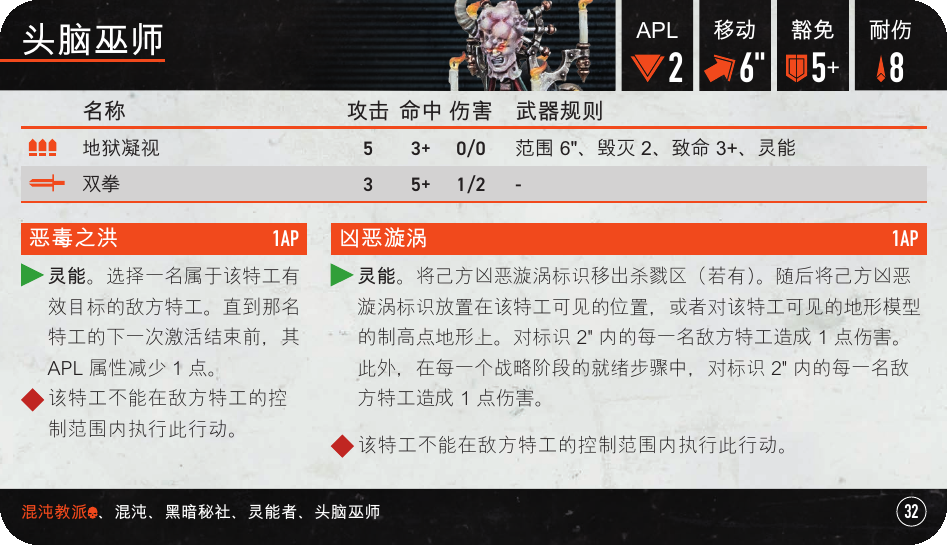 头脑巫师
APL 移动 豁免 耐伤
2 6" 5+ 8
名称 攻击 命中 伤害 武器规则
地狱凝视 5 3+ 0/0 范围 6"、毁灭 2、致命 3+、灵能
双拳 3 5+ 1/2 -
恶毒之洪 1AP
灵能。选择一名属于该特工有
效目标的敌方特工。直到那名
特工的下一次激活结束前，其
APL 属性减少 1 点。
该特工不能在敌方特工的控
制范围内执行此行动。
凶恶漩涡 1AP
灵能。将己方凶恶漩涡标识移出杀戮区（若有）。随后将己方凶恶
漩涡标识放置在该特工可见的位置，或者对该特工可见的地形模型
的制高点地形上。对标识 2" 内的每一名敌方特工造成 1 点伤害。
此外，在每一个战略阶段的就绪步骤中，对标识 2" 内的每一名敌
方特工造成 1 点伤害。
该特工不能在敌方特工的控制范围内执行此行动。
混沌教派、混沌、黑暗秘社、灵能者、头脑巫师
32